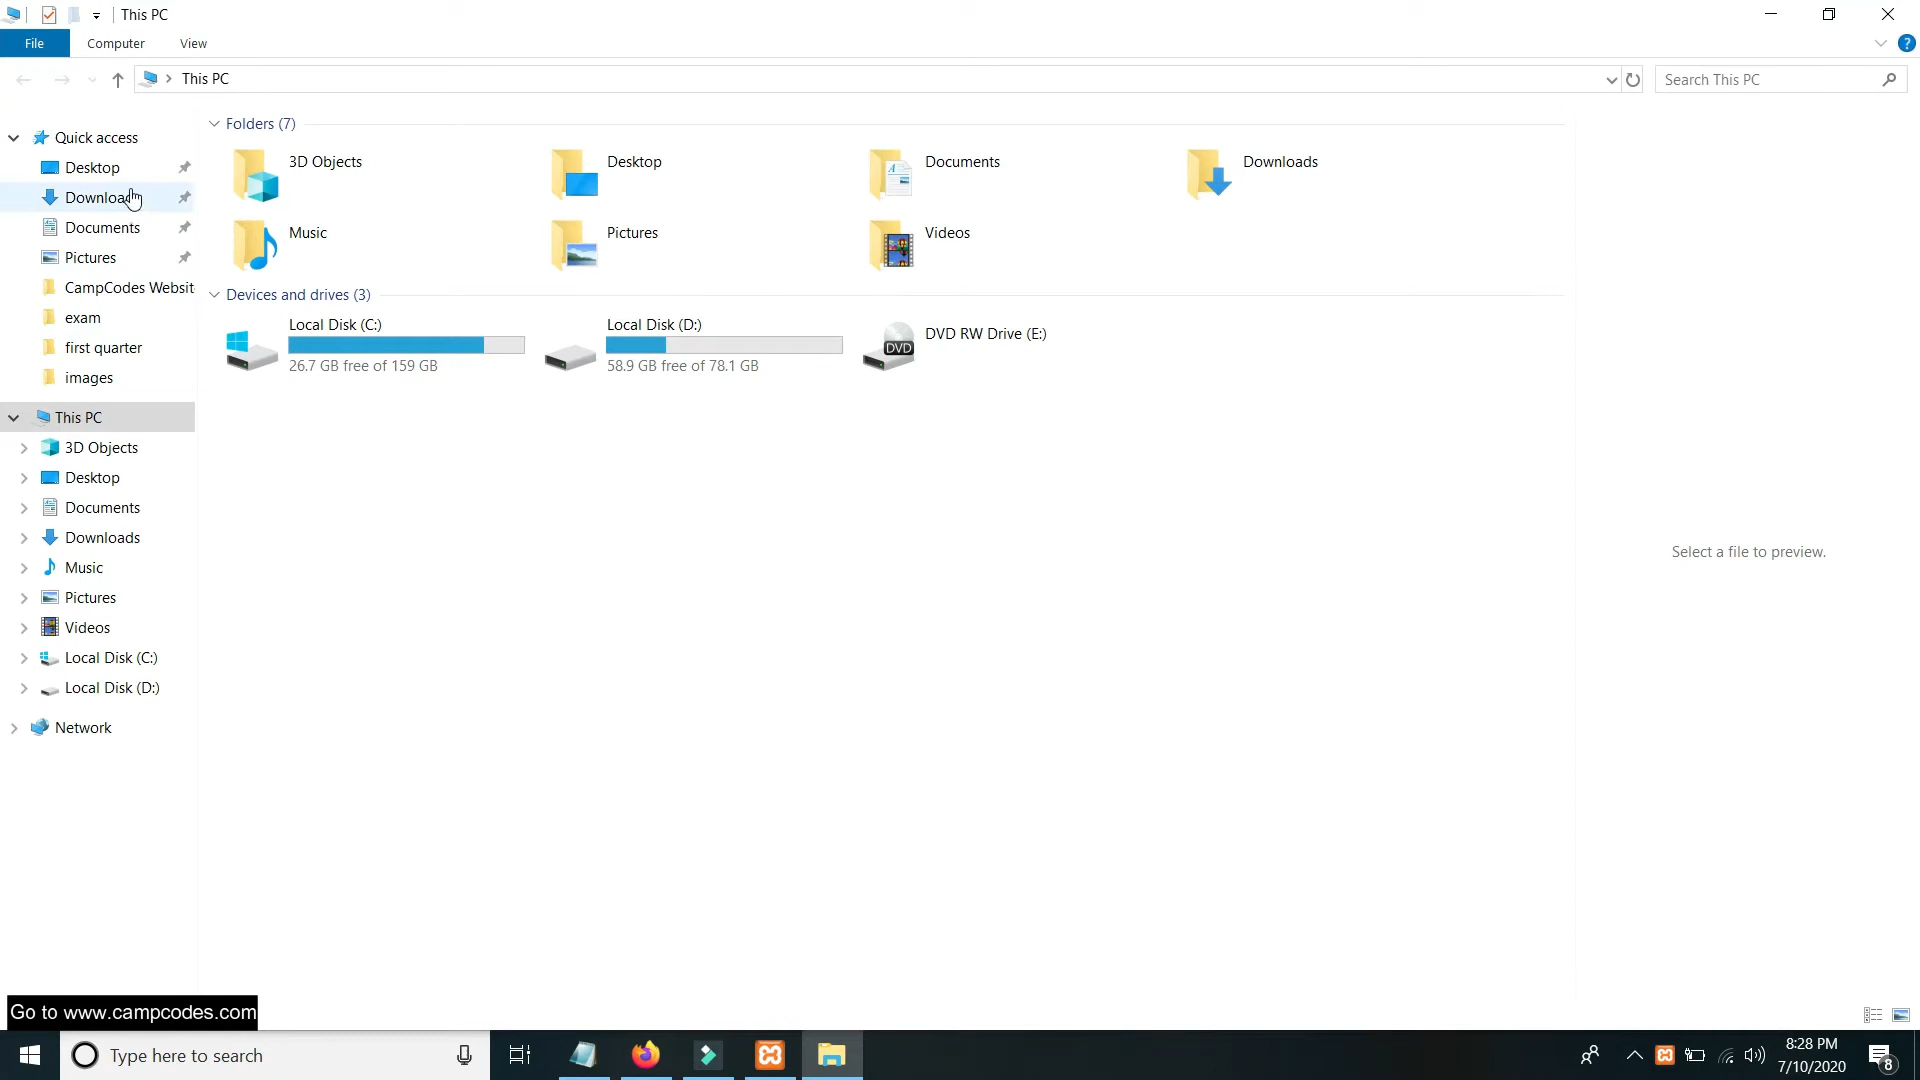 This PC
File
Computer
View
This PC
Search This PC
Quick access
Desktop
Download
Documents
Pictures
CampCodes Websit
exam
first quarter
images
This PC
3D Objects
Desktop
Documents
Downloads
Music
Pictures
Videos
Local Disk (C:)
Local Disk (D:)
Network
Folders (7)
3D Objects
Desktop
Documents
Downloads
Music
Pictures
Videos
Devices and drives (3)
Local Disk (C:)
26.7 GB free of 159 GB
Local Disk (D:)
58.9 GB free of 78.1 GB
DVD
DVD RW Drive (E:)
Select a file to preview.
Go to www.campcodes.com
Type here to search
8:28 PM
7/10/2020
8